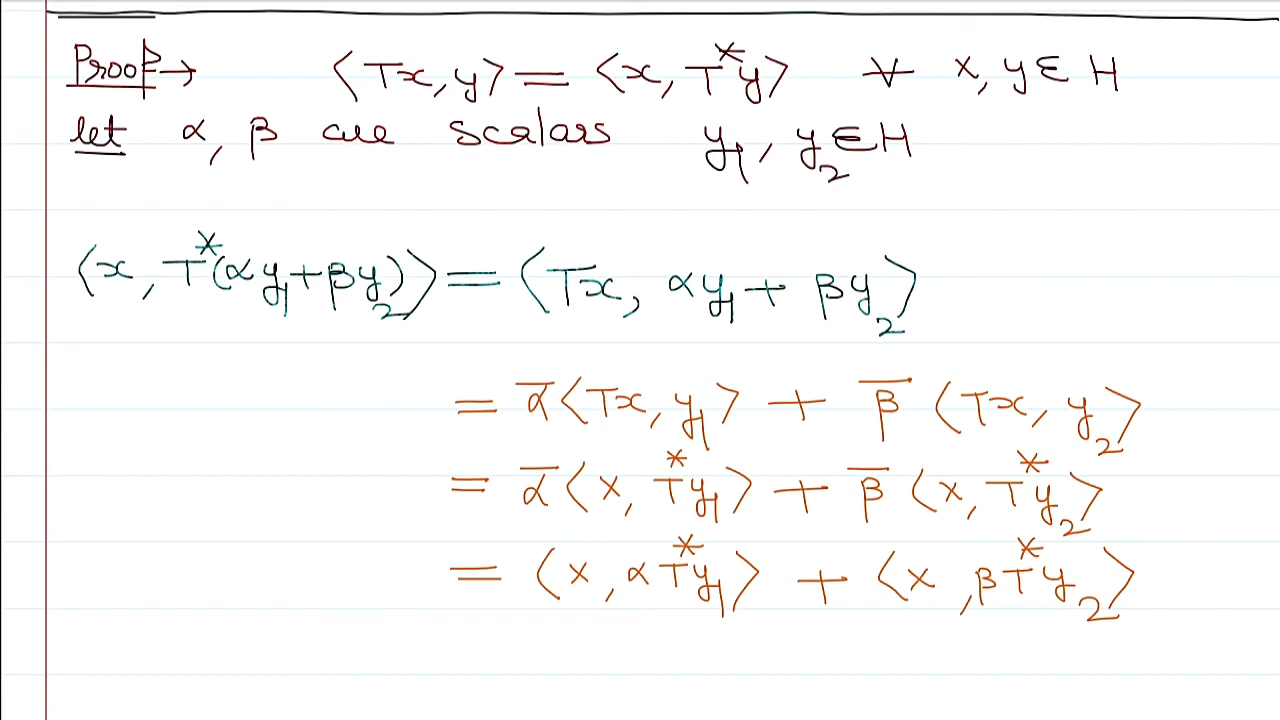 Proof → ⟨Tx, y⟩ = ⟨x, T*y⟩ ∀ x, y ∈ H
let α, β are scalars y₁, y₂ ∈ H
⟨x, T*(αy₁ + βy₂)⟩ = ⟨Tx, αy₁ + βy₂⟩
= α̅⟨Tx, y₁⟩ + β̅⟨Tx, y₂⟩
= α̅⟨x, T*y₁⟩ + β̅⟨x, T*y₂⟩
= ⟨x, αT*y₁⟩ + ⟨x, βT*y₂⟩